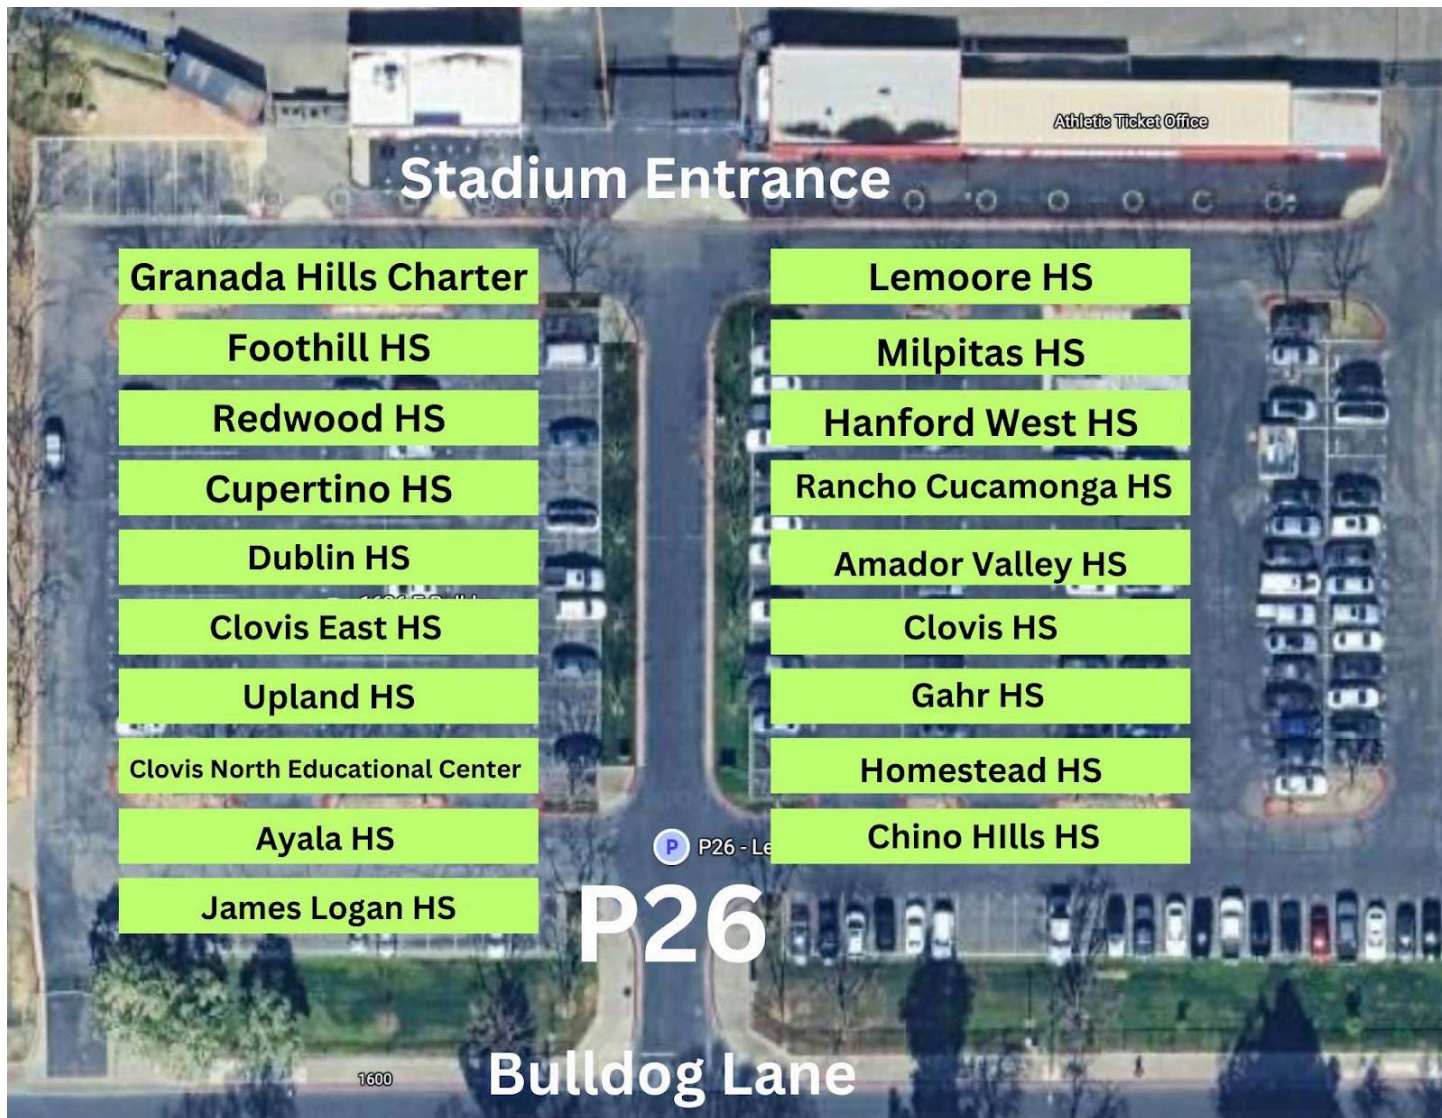 Athletic Ticket Office
Stadium Entrance
Granada Hills Charter
Foothill HS
Redwood HS
Cupertino HS
Dublin HS
Clovis East HS
Upland HS
Clovis North Educational Center
Ayala HS
James Logan HS
Lemoore HS
Milpitas HS
Hanford West HS
Rancho Cucamonga HS
Amador Valley HS
Clovis HS
Gahr HS
Homestead HS
Chino HIlls HS
P P26 - Le
P26
1600
Bulldog Lane